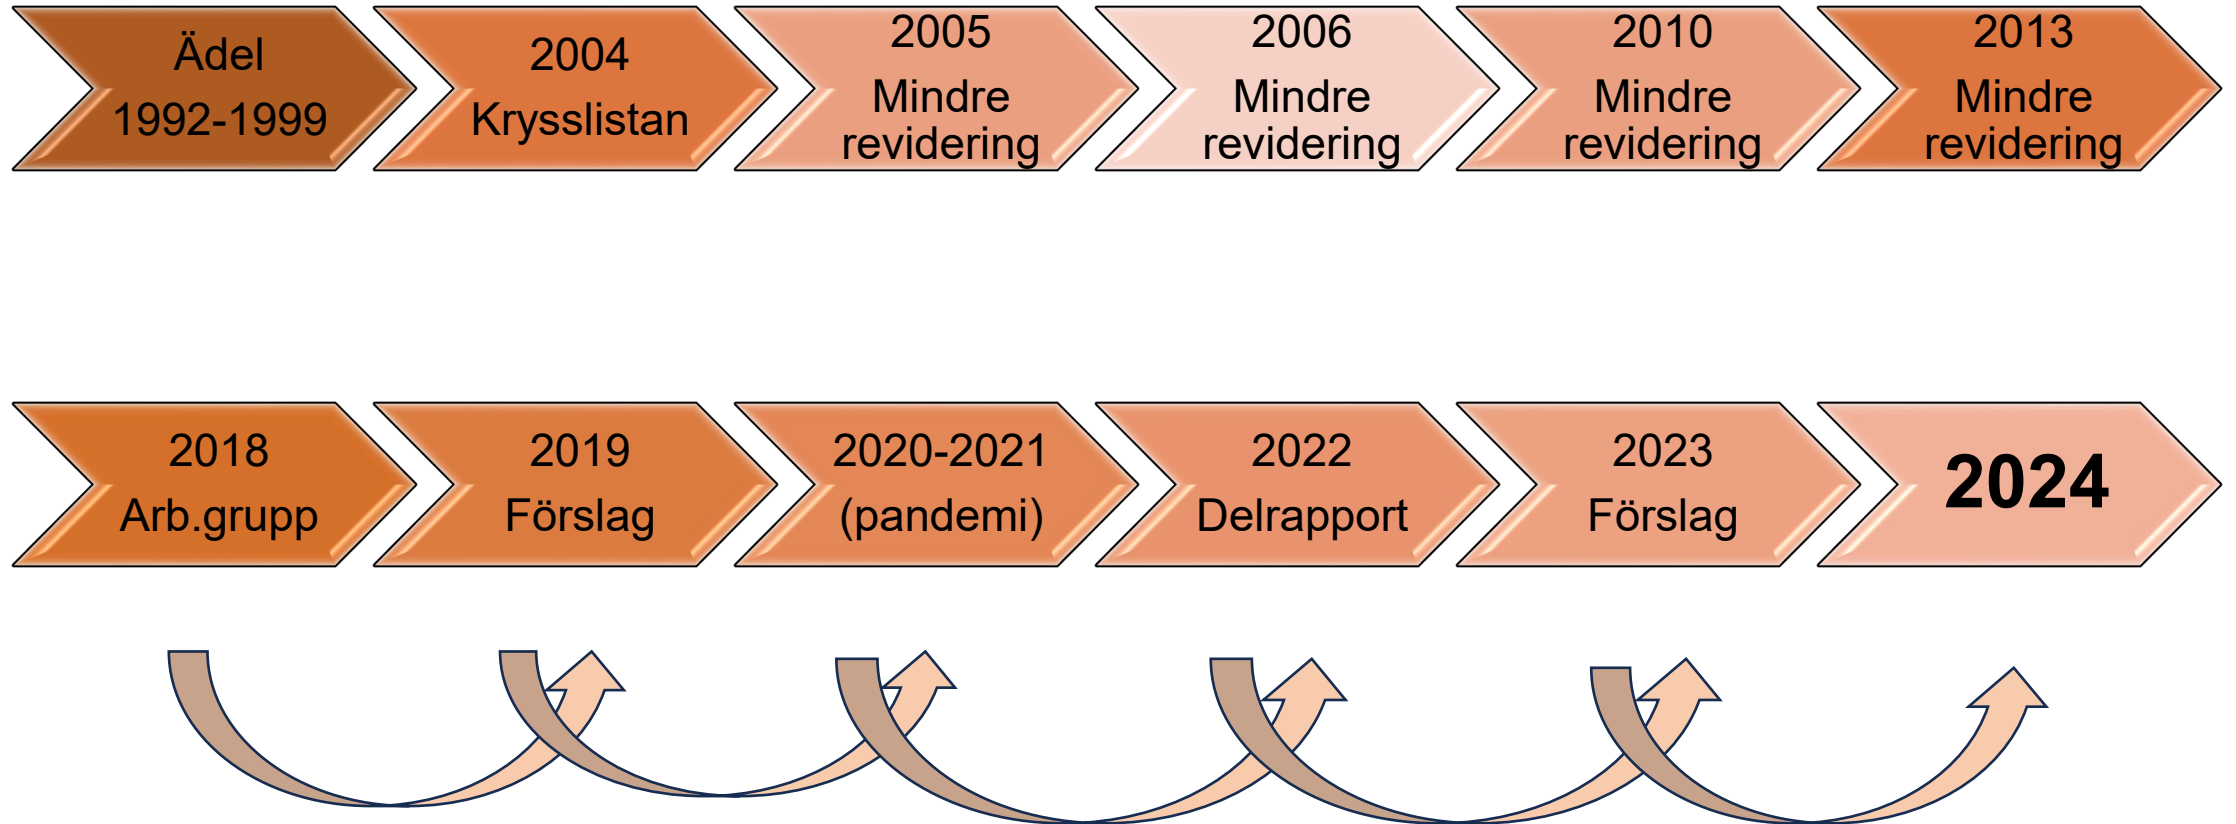 Ädel
1992-1999
2004
Krysslistan
2005
Mindre
revidering
2006
Mindre
revidering
2010
Mindre
revidering
2013
Mindre
revidering
2018
Arb.grupp
2019
Förslag
2020-2021
(pandemi)
2022
Delrapport
2023
Förslag
2024